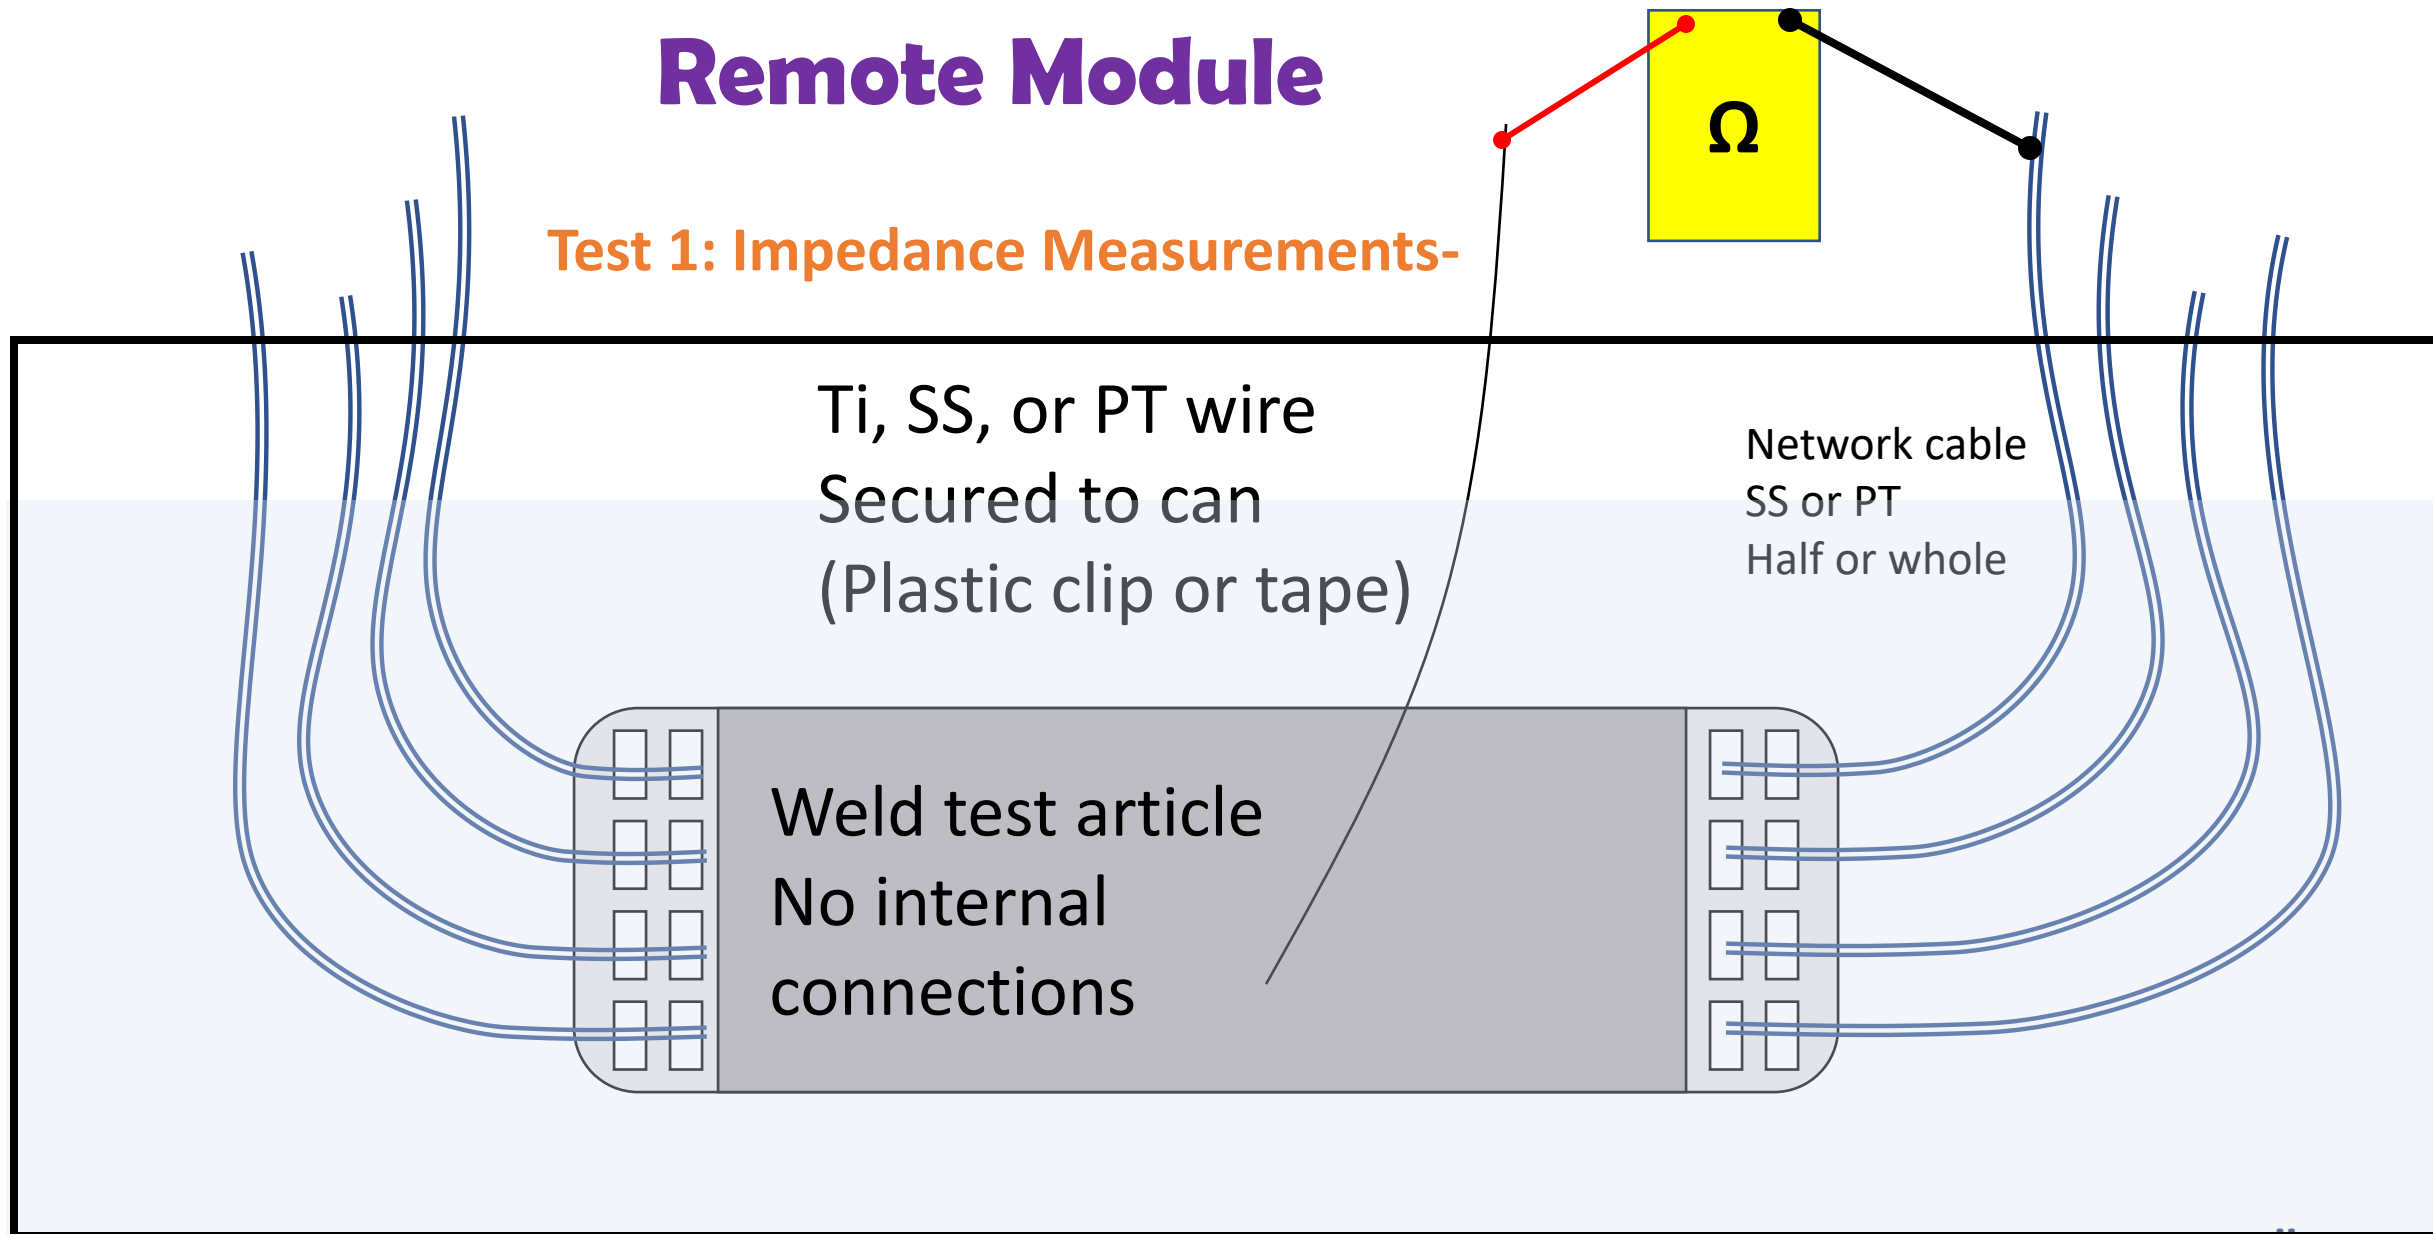 Remote Module
Ω
Test 1: Impedance Measurements-
Ti, SS, or PT wire
Secured to can
(Plastic clip or tape)
Network cable
SS or PT
Half or whole
Weld test article
No internal
connections